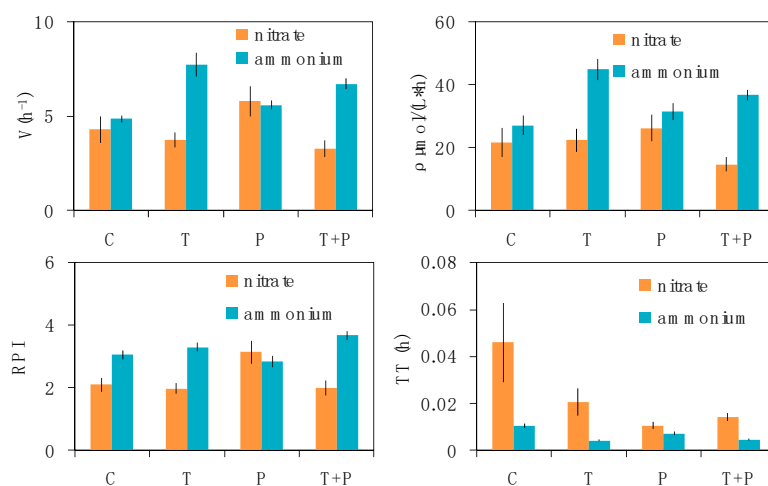 V (h⁻¹)
10
5
0
nitrate
ammonium
C T P T+P
ρ μmol/(L*h)
60
40
20
0
nitrate
ammonium
C T P T+P
RPI
6
4
2
0
nitrate
ammonium
C T P T+P
TT (h)
0.08
0.06
0.04
0.02
0
nitrate
ammonium
C T P T+P